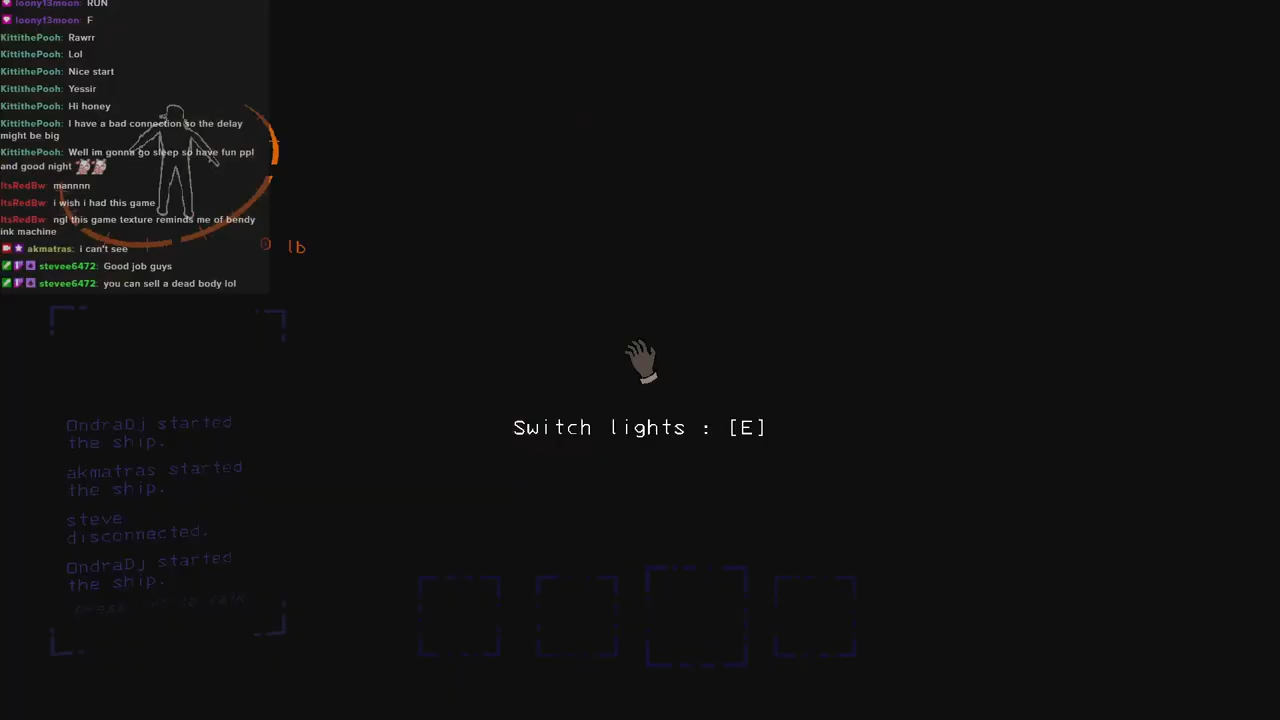 loony13moon: RUN
loony13moon: F
KittithePooh: Rawrr
KittithePooh: Lol
KittithePooh: Nice start
KittithePooh: Yessir
KittithePooh: Hi honey
KittithePooh: I have a bad connection so the delay
might be big
KittithePooh: Well im gonna go sleep so have fun ppl
and good night
ItsRedBw: mannnn
ItsRedBw: i wish i had this game
ItsRedBw: ngl this game texture reminds me of bendy
ink machine
akmatras: i can't see
stevee6472: Good job guys
stevee6472: you can sell a dead body lol
0 lb
Switch lights : [E]
OndraDj started
the ship.
akmatras started
the ship.
steve
disconnected.
OndraDj started
the ship.